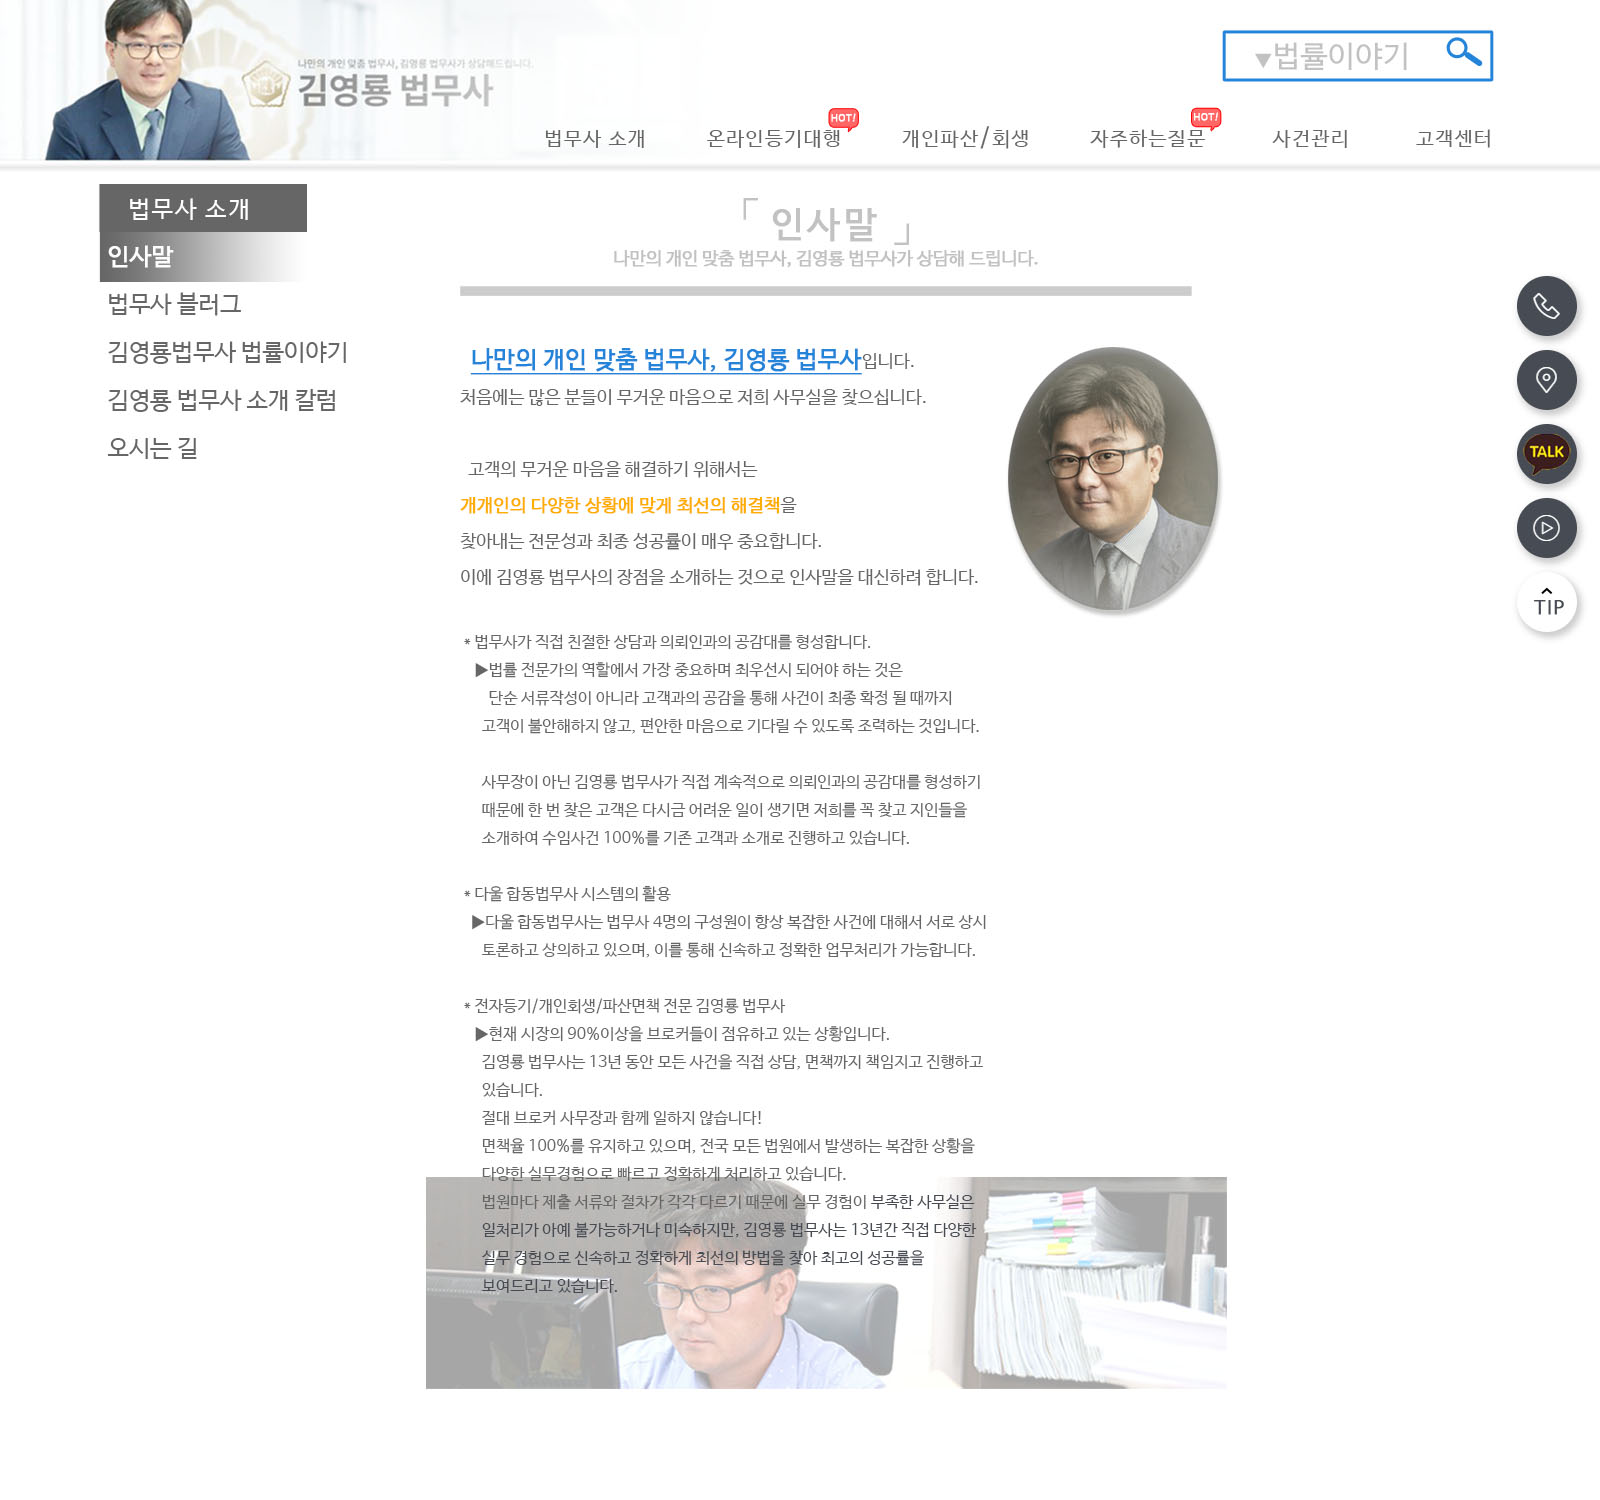 나만의 개인 맞춤 법무사, 김영룡 법무사가 상담해드립니다.
김영룡 법무사
▼법률이야기
법무사 소개
온라인등기대행
HOT!
개인파산/회생
자주하는질문
HOT!
사건관리
고객센터
법무사 소개
인사말
법무사 블러그
김영룡법무사 법률이야기
김영룡 법무사 소개 칼럼
오시는 길
「 인사말 」
나만의 개인 맞춤 법무사, 김영룡 법무사가 상담해 드립니다.
나만의 개인 맞춤 법무사, 김영룡 법무사입니다.
처음에는 많은 분들이 무거운 마음으로 저희 사무실을 찾으십니다.
고객의 무거운 마음을 해결하기 위해서는
개개인의 다양한 상황에 맞게 최선의 해결책을
찾아내는 전문성과 최종 성공률이 매우 중요합니다.
이에 김영룡 법무사의 장점을 소개하는 것으로 인사말을 대신하려 합니다.
* 법무사가 직접 친절한 상담과 의뢰인과의 공감대를 형성합니다.
▶법률 전문가의 역할에서 가장 중요하며 최우선시 되어야 하는 것은
단순 서류작성이 아니라 고객과의 공감을 통해 사건이 최종 확정 될 때까지
고객이 불안해하지 않고, 편안한 마음으로 기다릴 수 있도록 조력하는 것입니다.
사무장이 아닌 김영룡 법무사가 직접 계속적으로 의뢰인과의 공감대를 형성하기
때문에 한 번 찾은 고객은 다시금 어려운 일이 생기면 저희를 꼭 찾고 지인들을
소개하여 수임사건 100%를 기존 고객과 소개로 진행하고 있습니다.
* 다울 합동법무사 시스템의 활용
▶다울 합동법무사는 법무사 4명의 구성원이 항상 복잡한 사건에 대해서 서로 상시
토론하고 상의하고 있으며, 이를 통해 신속하고 정확한 업무처리가 가능합니다.
* 전자등기/개인회생/파산면책 전문 김영룡 법무사
▶현재 시장의 90%이상을 브로커들이 점유하고 있는 상황입니다.
김영룡 법무사는 13년 동안 모든 사건을 직접 상담, 면책까지 책임지고 진행하고
있습니다.
절대 브로커 사무장과 함께 일하지 않습니다!
면책율 100%를 유지하고 있으며, 전국 모든 법원에서 발생하는 복잡한 상황을
다양한 실무경험으로 빠르고 정확하게 처리하고 있습니다.
법원마다 제출 서류와 절차가 각각 다르기 때문에 실무 경험이 부족한 사무실은
일처리가 아예 불가능하거나 미숙하지만, 김영룡 법무사는 13년간 직접 다양한
실무 경험으로 신속하고 정확하게 최선의 방법을 찾아 최고의 성공률을
보여드리고 있습니다.
TALK
TIP